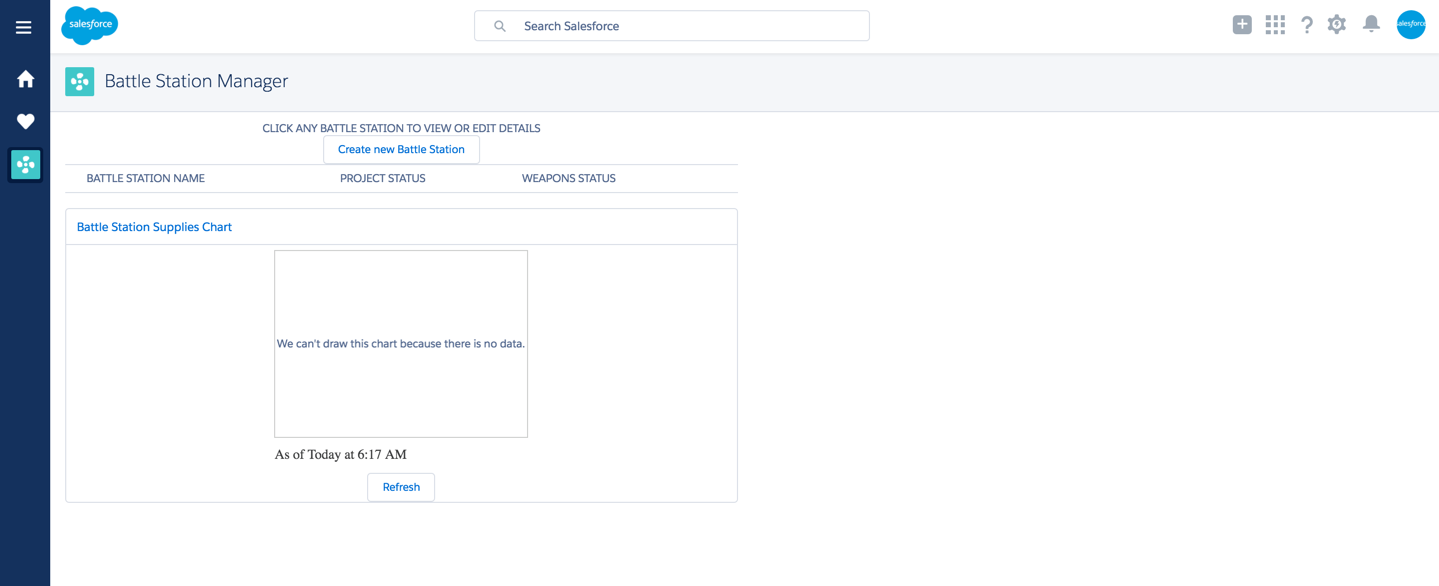 salesforce
Search Salesforce
salesforce
Battle Station Manager
CLICK ANY BATTLE STATION TO VIEW OR EDIT DETAILS
Create new Battle Station
BATTLE STATION NAME PROJECT STATUS WEAPONS STATUS
Battle Station Supplies Chart
We can't draw this chart because there is no data.
As of Today at 6:17 AM
Refresh